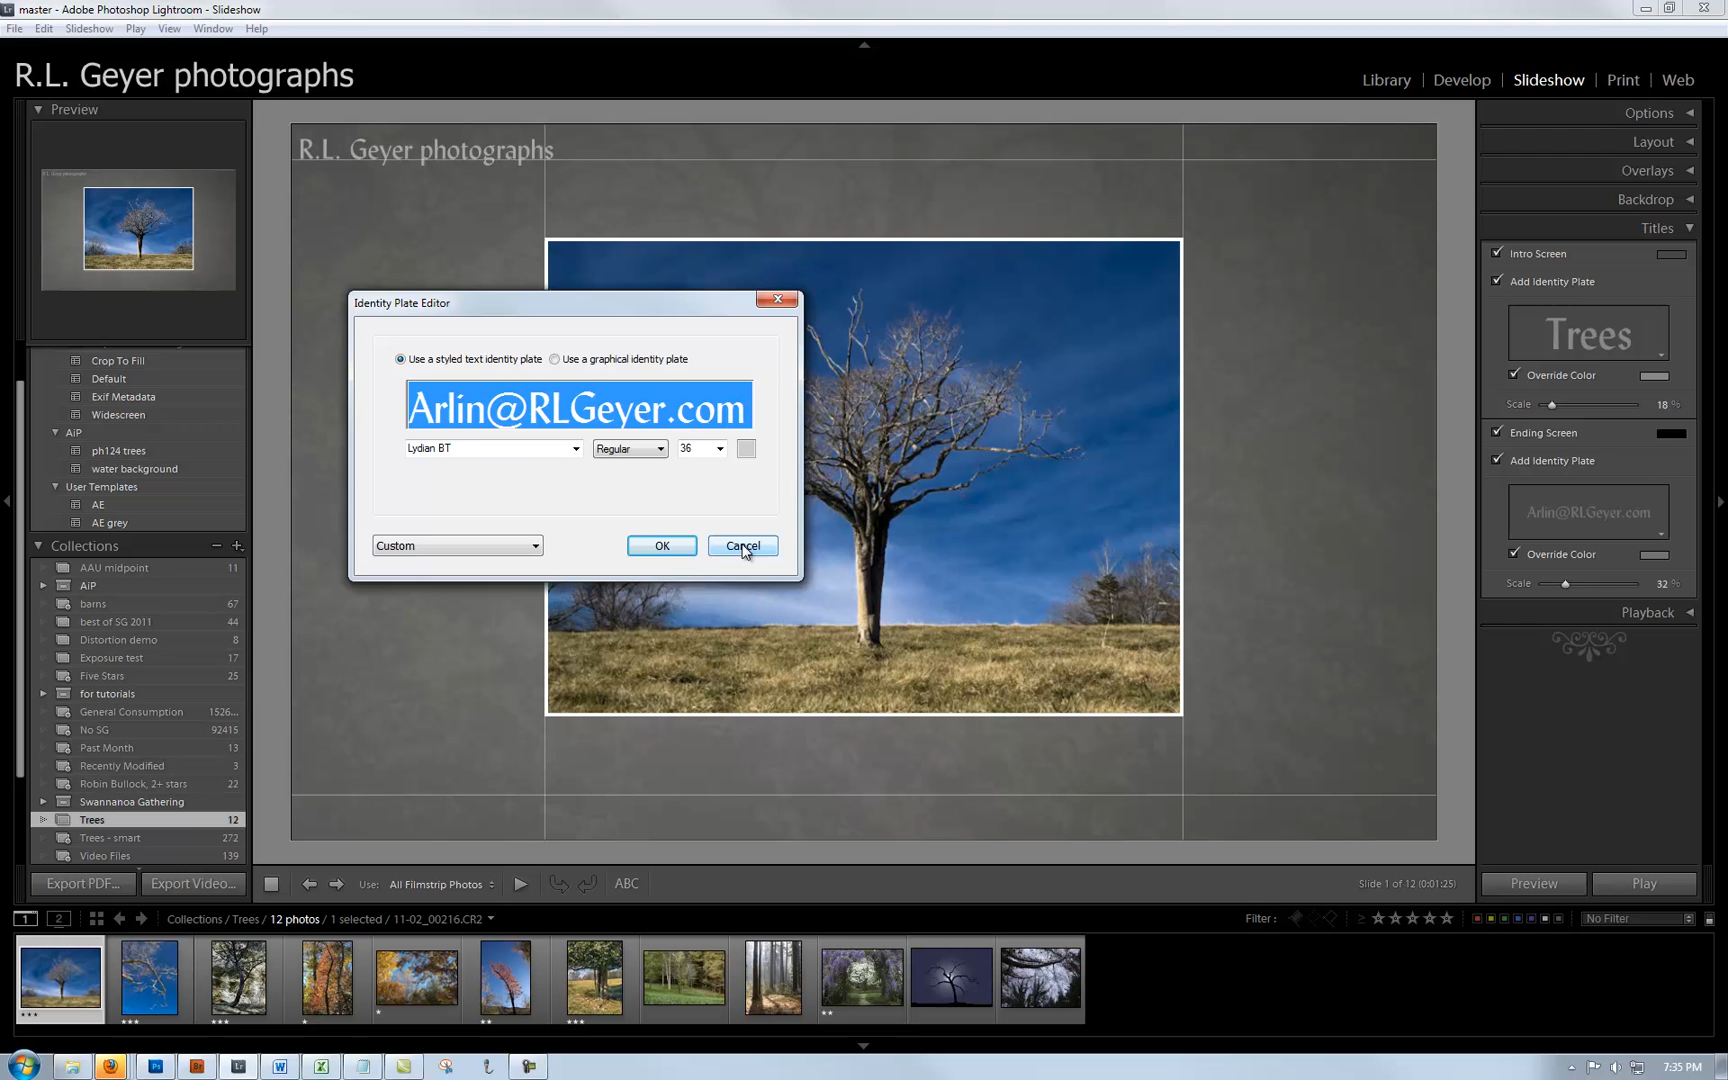 master - Adobe Photoshop Lightroom - Slideshow
File Edit Slideshow Play View Window Help
R.L. Geyer photographs
Library Develop Slideshow Print Web
Preview
R.L. Geyer photographs
Crop To Fill
Default
Exif Metadata
Widescreen
AiP
ph124 trees
water background
User Templates
AE
AE grey
Collections
AAU midpoint 11
AiP
barns 67
best of SG 2011 44
Distortion demo 8
Exposure test 17
Five Stars 25
for tutorials
General Consumption 1526...
No SG 92415
Past Month 13
Recently Modified 3
Robin Bullock, 2+ stars 22
Swannanoa Gathering
Trees 12
Trees - smart 272
Video Files 139
Export PDF... Export Video...
R.L. Geyer photographs
Identity Plate Editor
Use a styled text identity plate Use a graphical identity plate
Arlin@RLGeyer.com
Lydian BT Regular 36
Custom OK Cancel
Options
Layout
Overlays
Backdrop
Titles
Intro Screen
Add Identity Plate
Trees
Override Color
Scale 18 %
Ending Screen
Add Identity Plate
Arlin@RLGeyer.com
Override Color
Scale 32 %
Playback
Use: All Filmstrip Photos ABC Slide 1 of 12 (0:01:25)
Preview Play
1 2 Collections / Trees / 12 photos / 1 selected / 11-02_00216.CR2 Filter : No Filter
Ps Br Lr
7:35 PM